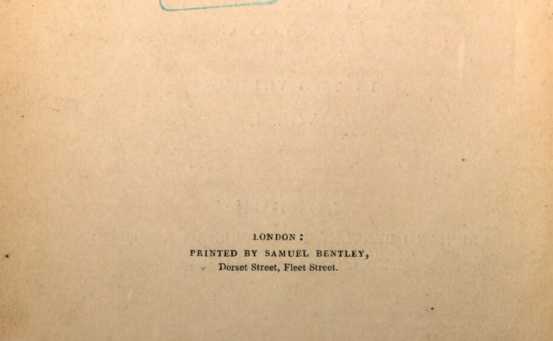 LONDON:
PRINTED BY SAMUEL BENTLEY,
Dorset Street, Fleet Street.